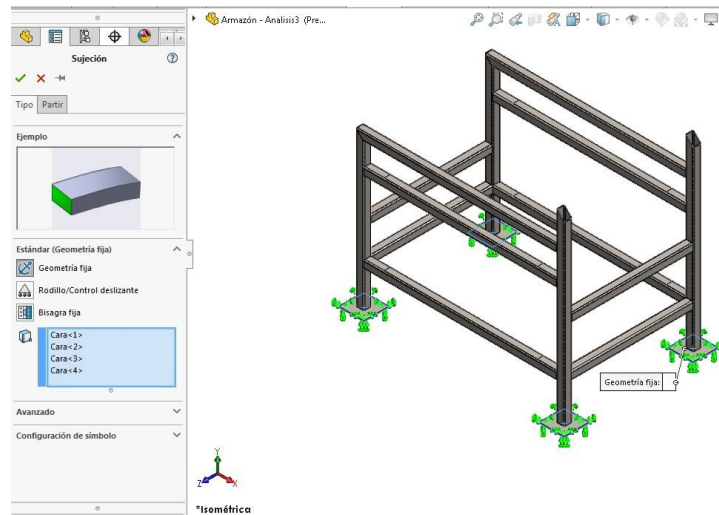 Armazón - Analisis3 (Pre...
Sujeción
Tipo Partir
Ejemplo
Estándar (Geometría fija)
Geometría fija
Rodillo/Control deslizante
Bisagra fija
Cara<1>
Cara<2>
Cara<3>
Cara<4>
Avanzado
Configuración de símbolo
Geometría fija:
Y
Z X
*Isométrica